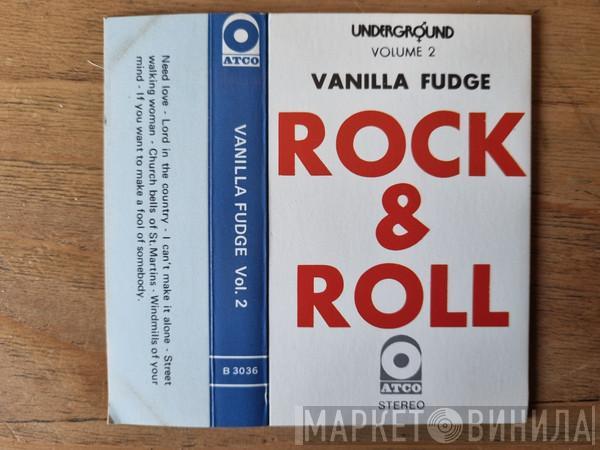 Need love - Lord in the country - I can't make it alone - Street
walking woman - Church bells of St. Martins - Windmills of your
mind - If you want to make a fool of somebody.
ATCO
VANILLA FUDGE Vol. 2
B 3036
UNDERGROUND
VOLUME 2
VANILLA FUDGE
ROCK
&
ROLL
ATCO
STEREO
МАРКЕТ ВИНИЛА